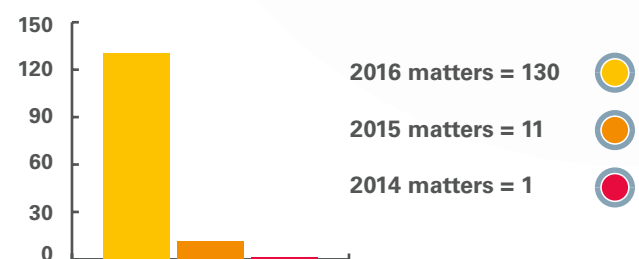 150
120
90
60
30
0
2016 matters = 130
2015 matters = 11
2014 matters = 1